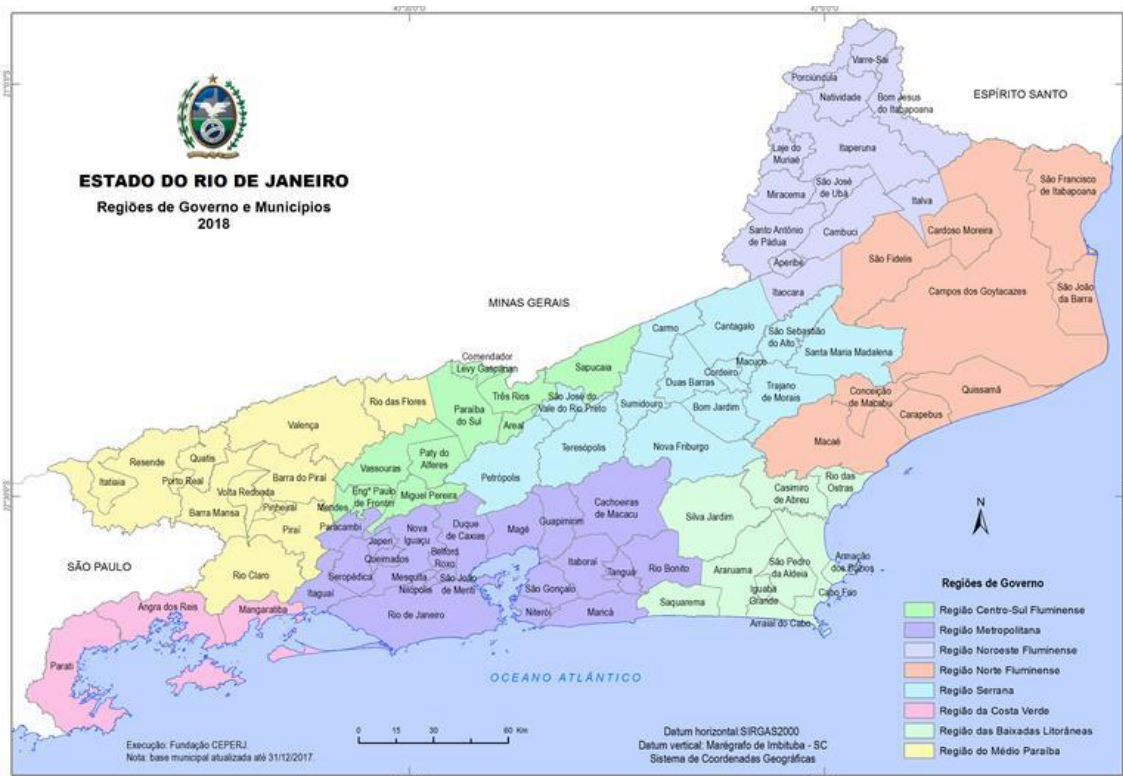 43°30'0"O
42°0'0"O
21°0'0"S
22°30'0"S
ESTADO DO RIO DE JANEIRO
Regiões de Governo e Municípios
2018
ESPÍRITO SANTO
MINAS GERAIS
SÃO PAULO
OCEANO ATLÂNTICO
Varre-Sai
Porciúncula
Natividade
Bom Jesus
do Itabapoana
Laje do
Muriaé
Itaperuna
Miracema
São José
de Ubá
Italva
Santo Antônio
de Pádua
Cambuci
Aperibé
Itaocara
São Francisco
de Itabapoana
Cardoso Moreira
São Fidelis
Campos dos Goytacazes
São João
da Barra
Quissamã
Conceição
de Macabu
Carapebus
Macaé
Carmo
Cantagalo
São Sebastião
do Alto
Macuco
Santa Maria Madalena
Cordeiro
Duas Barras
Trajano
de Morais
Sumidouro
Bom Jardim
Nova Friburgo
Teresópolis
Petrópolis
São José do
Vale do Rio Preto
Comendador
Levy Gasparian
Sapucaia
Três Rios
Paraíba
do Sul
Areal
Paty do
Alferes
Vassouras
Engº Paulo
de Frontin
Miguel Pereira
Mendes
Rio das Flores
Valença
Resende
Quatis
Itatiaia
Porto Real
Volta Redonda
Barra do Piraí
Barra Mansa
Pinheiral
Piraí
Rio Claro
Paracambi
Japeri
Nova
Iguaçu
Duque
de Caxias
Magé
Guapimirim
Cachoeiras
de Macacu
Queimados
Belford
Roxo
Seropédica
Mesquita
Nilópolis
São João
de Meriti
Itaguaí
Rio de Janeiro
Itaboraí
Tanguá
Rio Bonito
São Gonçalo
Niterói
Maricá
Rio das
Ostras
Casimiro
de Abreu
Silva Jardim
Araruama
São Pedro
da Aldeia
Armação
dos Búzios
Iguaba
Grande
Cabo Frio
Saquarema
Arraial do Cabo
Angra dos Reis
Mangaratiba
Parati
N
Regiões de Governo
Região Centro-Sul Fluminense
Região Metropolitana
Região Noroeste Fluminense
Região Norte Fluminense
Região Serrana
Região da Costa Verde
Região das Baixadas Litorâneas
Região do Médio Paraíba
0 15 30 60 Km
Execução: Fundação CEPERJ.
Nota: base municipal atualizada até 31/12/2017.
Datum horizontal:SIRGAS2000
Datum vertical: Marégrafo de Imbituba - SC
Sistema de Coordenadas Geográficas